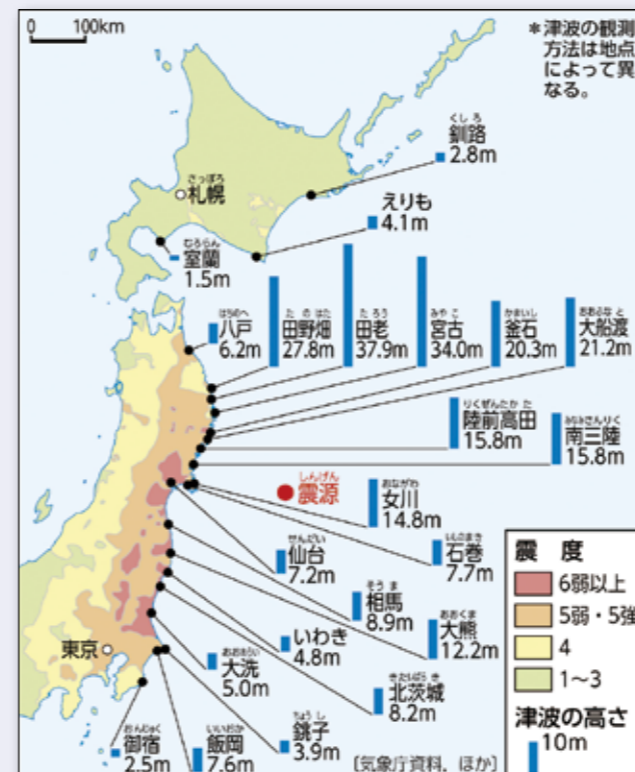 0 100km
*津波の観測
方法は地点
によって異
なる。
くしろ
釧路
2.8m
さっぽろ
札幌
えりも
4.1m
むろらん
室蘭
1.5m
はちのへ
八戸
6.2m
たのはた
田野畑
27.8m
たろう
田老
37.9m
みやこ
宮古
34.0m
かまいし
釜石
20.3m
おおふなと
大船渡
21.2m
りくぜんたかた
陸前高田
15.8m
みなみさんりく
南三陸
15.8m
しんげん
震源
おながわ
女川
14.8m
せんだい
仙台
7.2m
いしのまき
石巻
7.7m
そうま
相馬
8.9m
おおくま
大熊
12.2m
いわき
4.8m
東京
おおあらい
大洗
5.0m
きたいばらき
北茨城
8.2m
ちょうし
銚子
3.9m
おんじゅく
御宿
2.5m
いいおか
飯岡
7.6m
震 度
6弱以上
5弱・5強
4
1〜3
津波の高さ
10m
〔気象庁資料，ほか〕